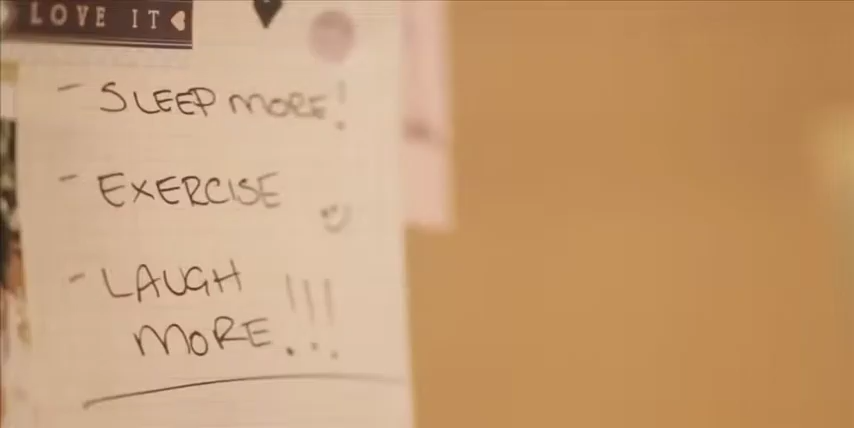 LOVE IT
- SLEEP MORE!
- EXERCISE
- LAUGH
MORE!!!